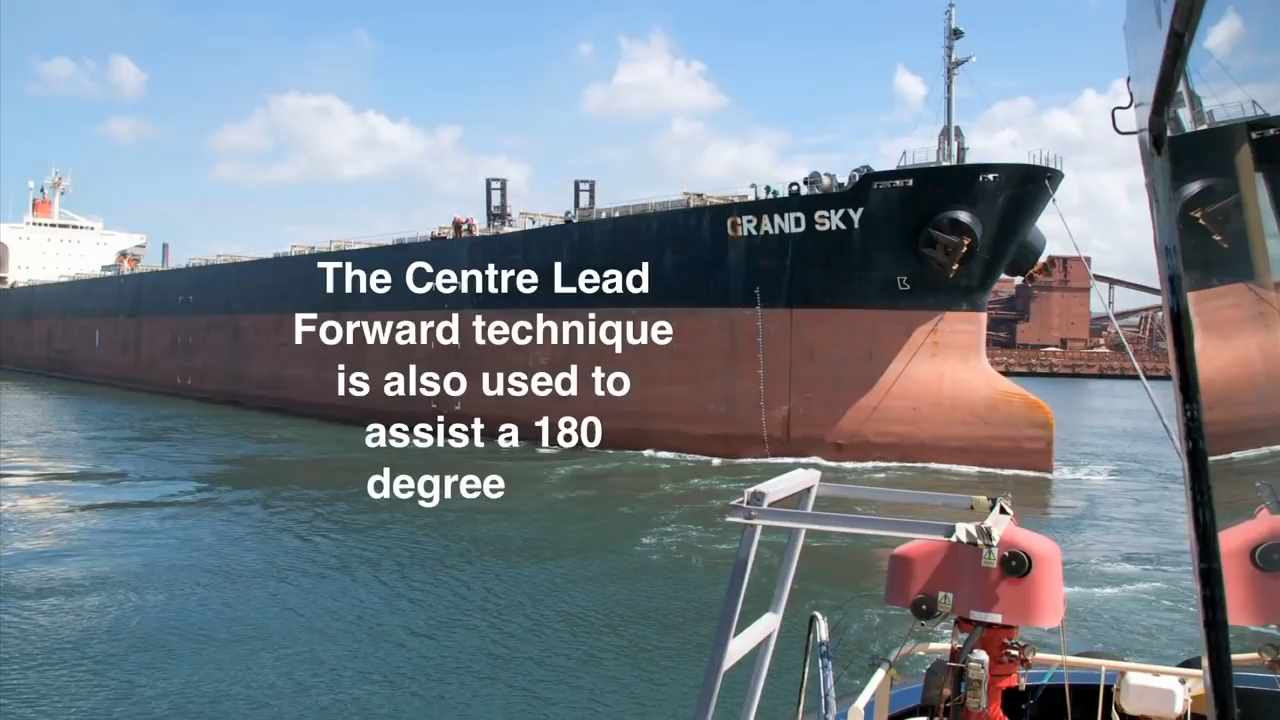 GRAND SKY
The Centre Lead
Forward technique
is also used to
assist a 180
degree